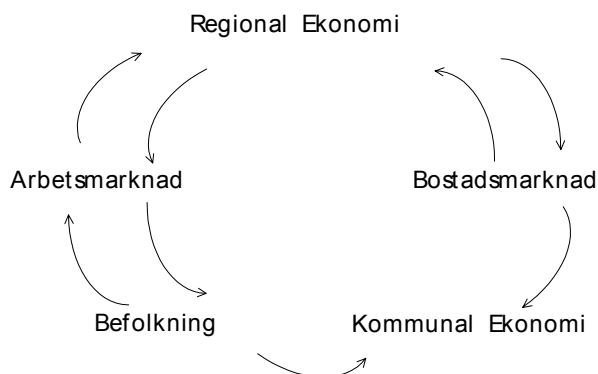 Regional Ekonomi
Arbetsmarknad
Bostadsmarknad
Befolkning
Kommunal Ekonomi